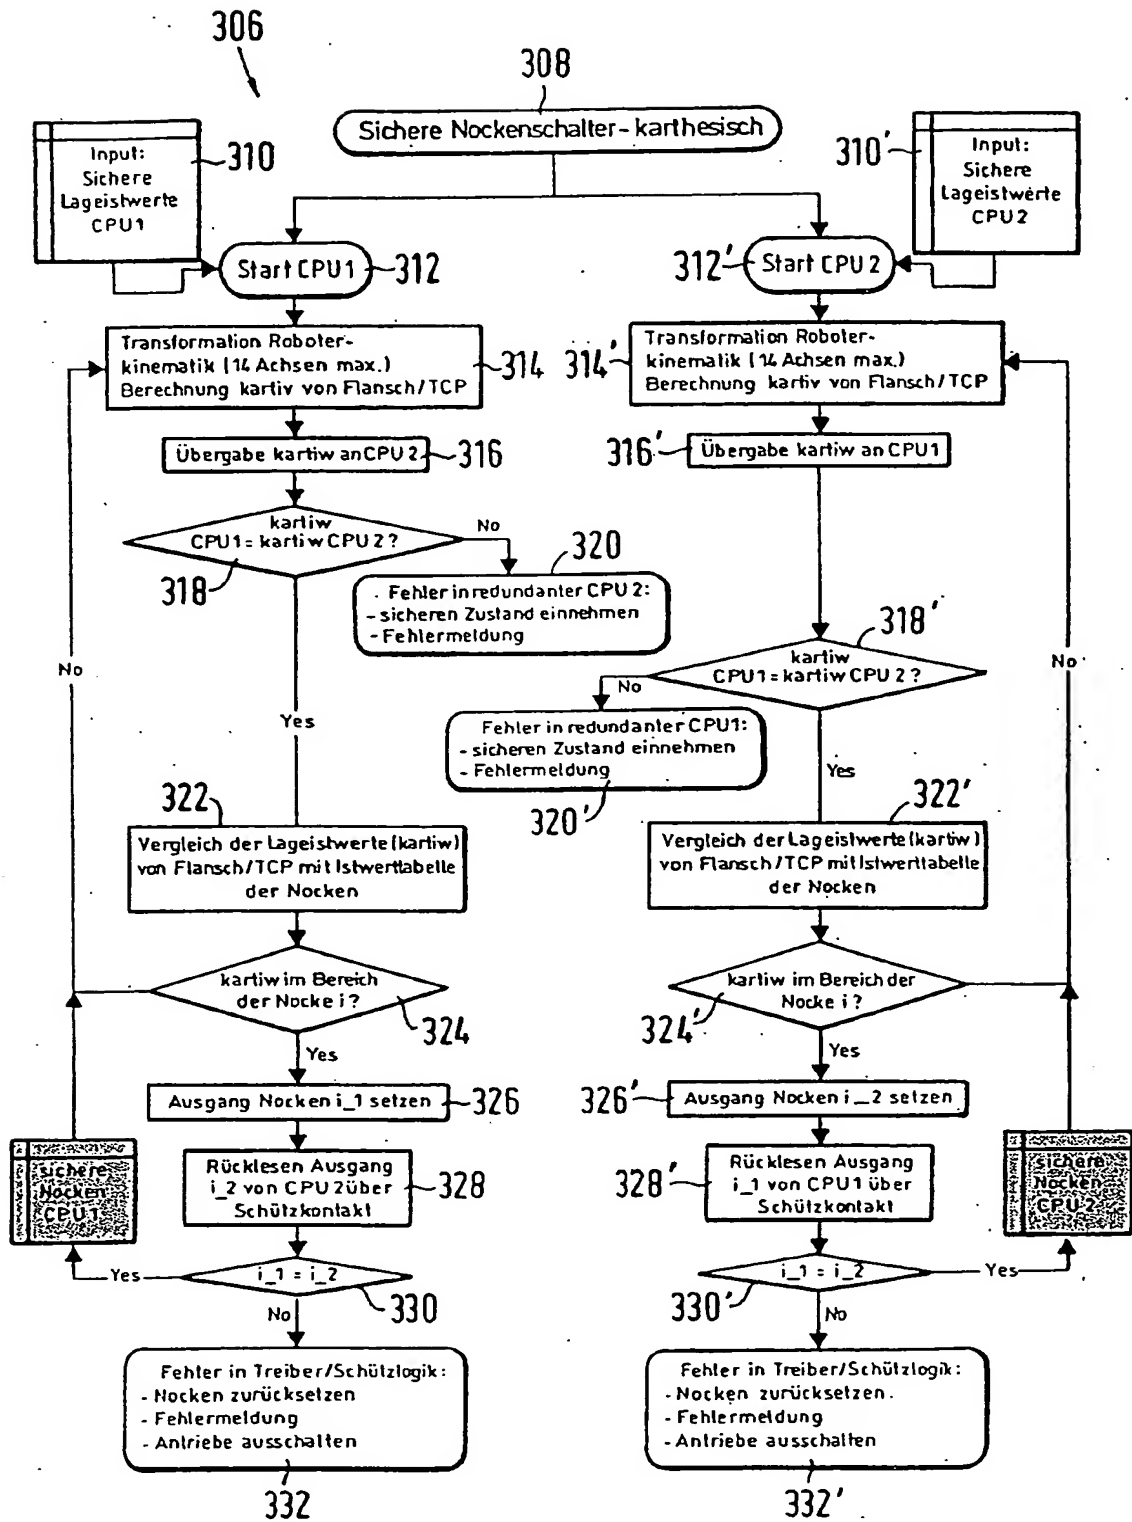 306
308
Sichere Nockenschalter-karthesisch
Input:
Sichere
Lageistwerte
CPU1
310
310'
Input:
Sichere
Lageistwerte
CPU2
Start CPU1
312
312'
Start CPU2
Transformation Roboter-
kinematik (14 Achsen max.)
Berechnung kartiv von Flansch/TCP
314
314'
Transformation Roboter-
kinematik (14 Achsen max.)
Berechnung kartiv von Flansch/TCP
Übergabe kartiw an CPU2
316
316'
Übergabe kartiw an CPU1
kartiw
CPU1 = kartiw CPU2?
No
318
320
. Fehler in redundanter CPU2:
- sicheren Zustand einnehmen
- Fehlermeldung
318'
kartiw
CPU1 = kartiw CPU2?
No
No
No
Yes
Fehler in redundanter CPU1:
- sicheren Zustand einnehmen
- Fehlermeldung
Yes
320'
322
322'
Vergleich der Lageistwerte (kartiw)
von Flansch/TCP mit Istwerttabelle
der Nocken
Vergleich der Lageistwerte (kartiw)
von Flansch/TCP mit Istwerttabelle
der Nocken
kartiw im Bereich
der Nocke i?
324
kartiw im Bereich der
Nocke i?
324'
Yes
Yes
Ausgang Nocken i_1 setzen
326
326'
Ausgang Nocken i_2 setzen
sichere
Nocken
CPU1
Rücklesen Ausgang
i_2 von CPU2 über
Schützkontakt
328
328'
Rücklesen Ausgang
i_1 von CPU1 über
Schützkontakt
sichere
Nocken
CPU2
Yes
i_1 = i_2
330
No
i_1 = i_2
Yes
330'
No
Fehler in Treiber/Schützlogik:
- Nocken zurücksetzen
- Fehlermeldung
- Antriebe ausschalten
Fehler in Treiber/Schützlogik:
- Nocken zurücksetzen.
- Fehlermeldung
- Antriebe ausschalten
332
332'